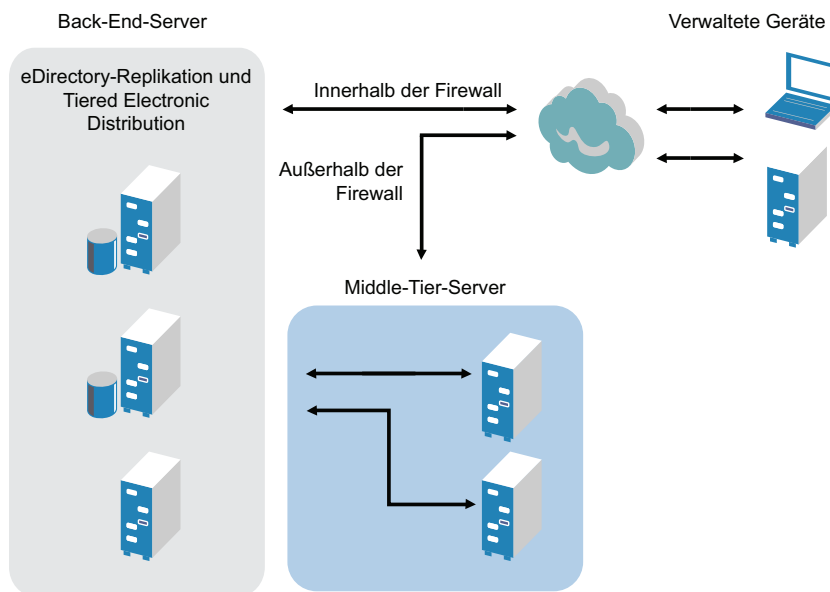 Back-End-Server
Verwaltete Geräte
eDirectory-Replikation und
Tiered Electronic
Distribution
Innerhalb der Firewall
Außerhalb der
Firewall
Middle-Tier-Server